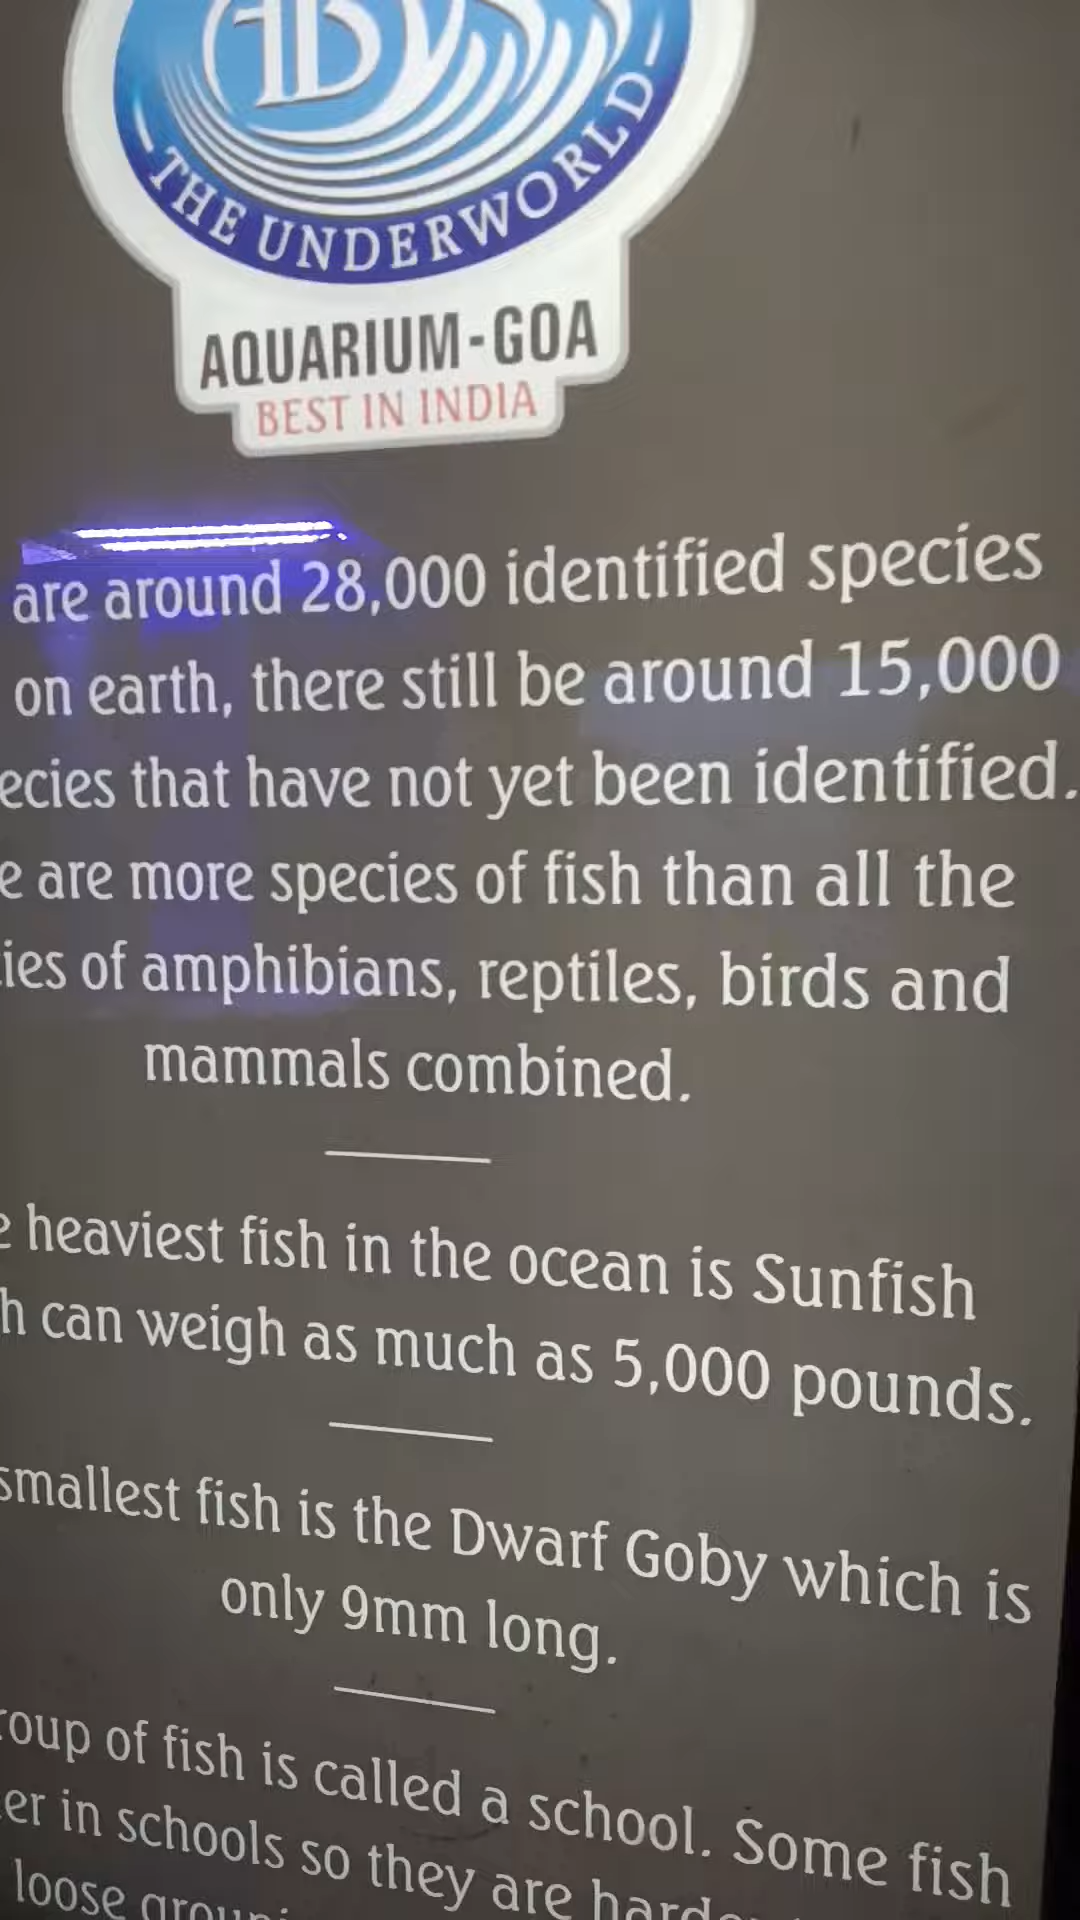 THE UNDERWORLD
AQUARIUM-GOA
BEST IN INDIA
are around 28,000 identified species
on earth, there still be around 15,000
ecies that have not yet been identified.
e are more species of fish than all the
ies of amphibians, reptiles, birds and
mammals combined.
e heaviest fish in the ocean is Sunfish
h can weigh as much as 5,000 pounds.
smallest fish is the Dwarf Goby which is
only 9mm long.
roup of fish is called a school. Some fish
er in schools so they are harde
loose groupi